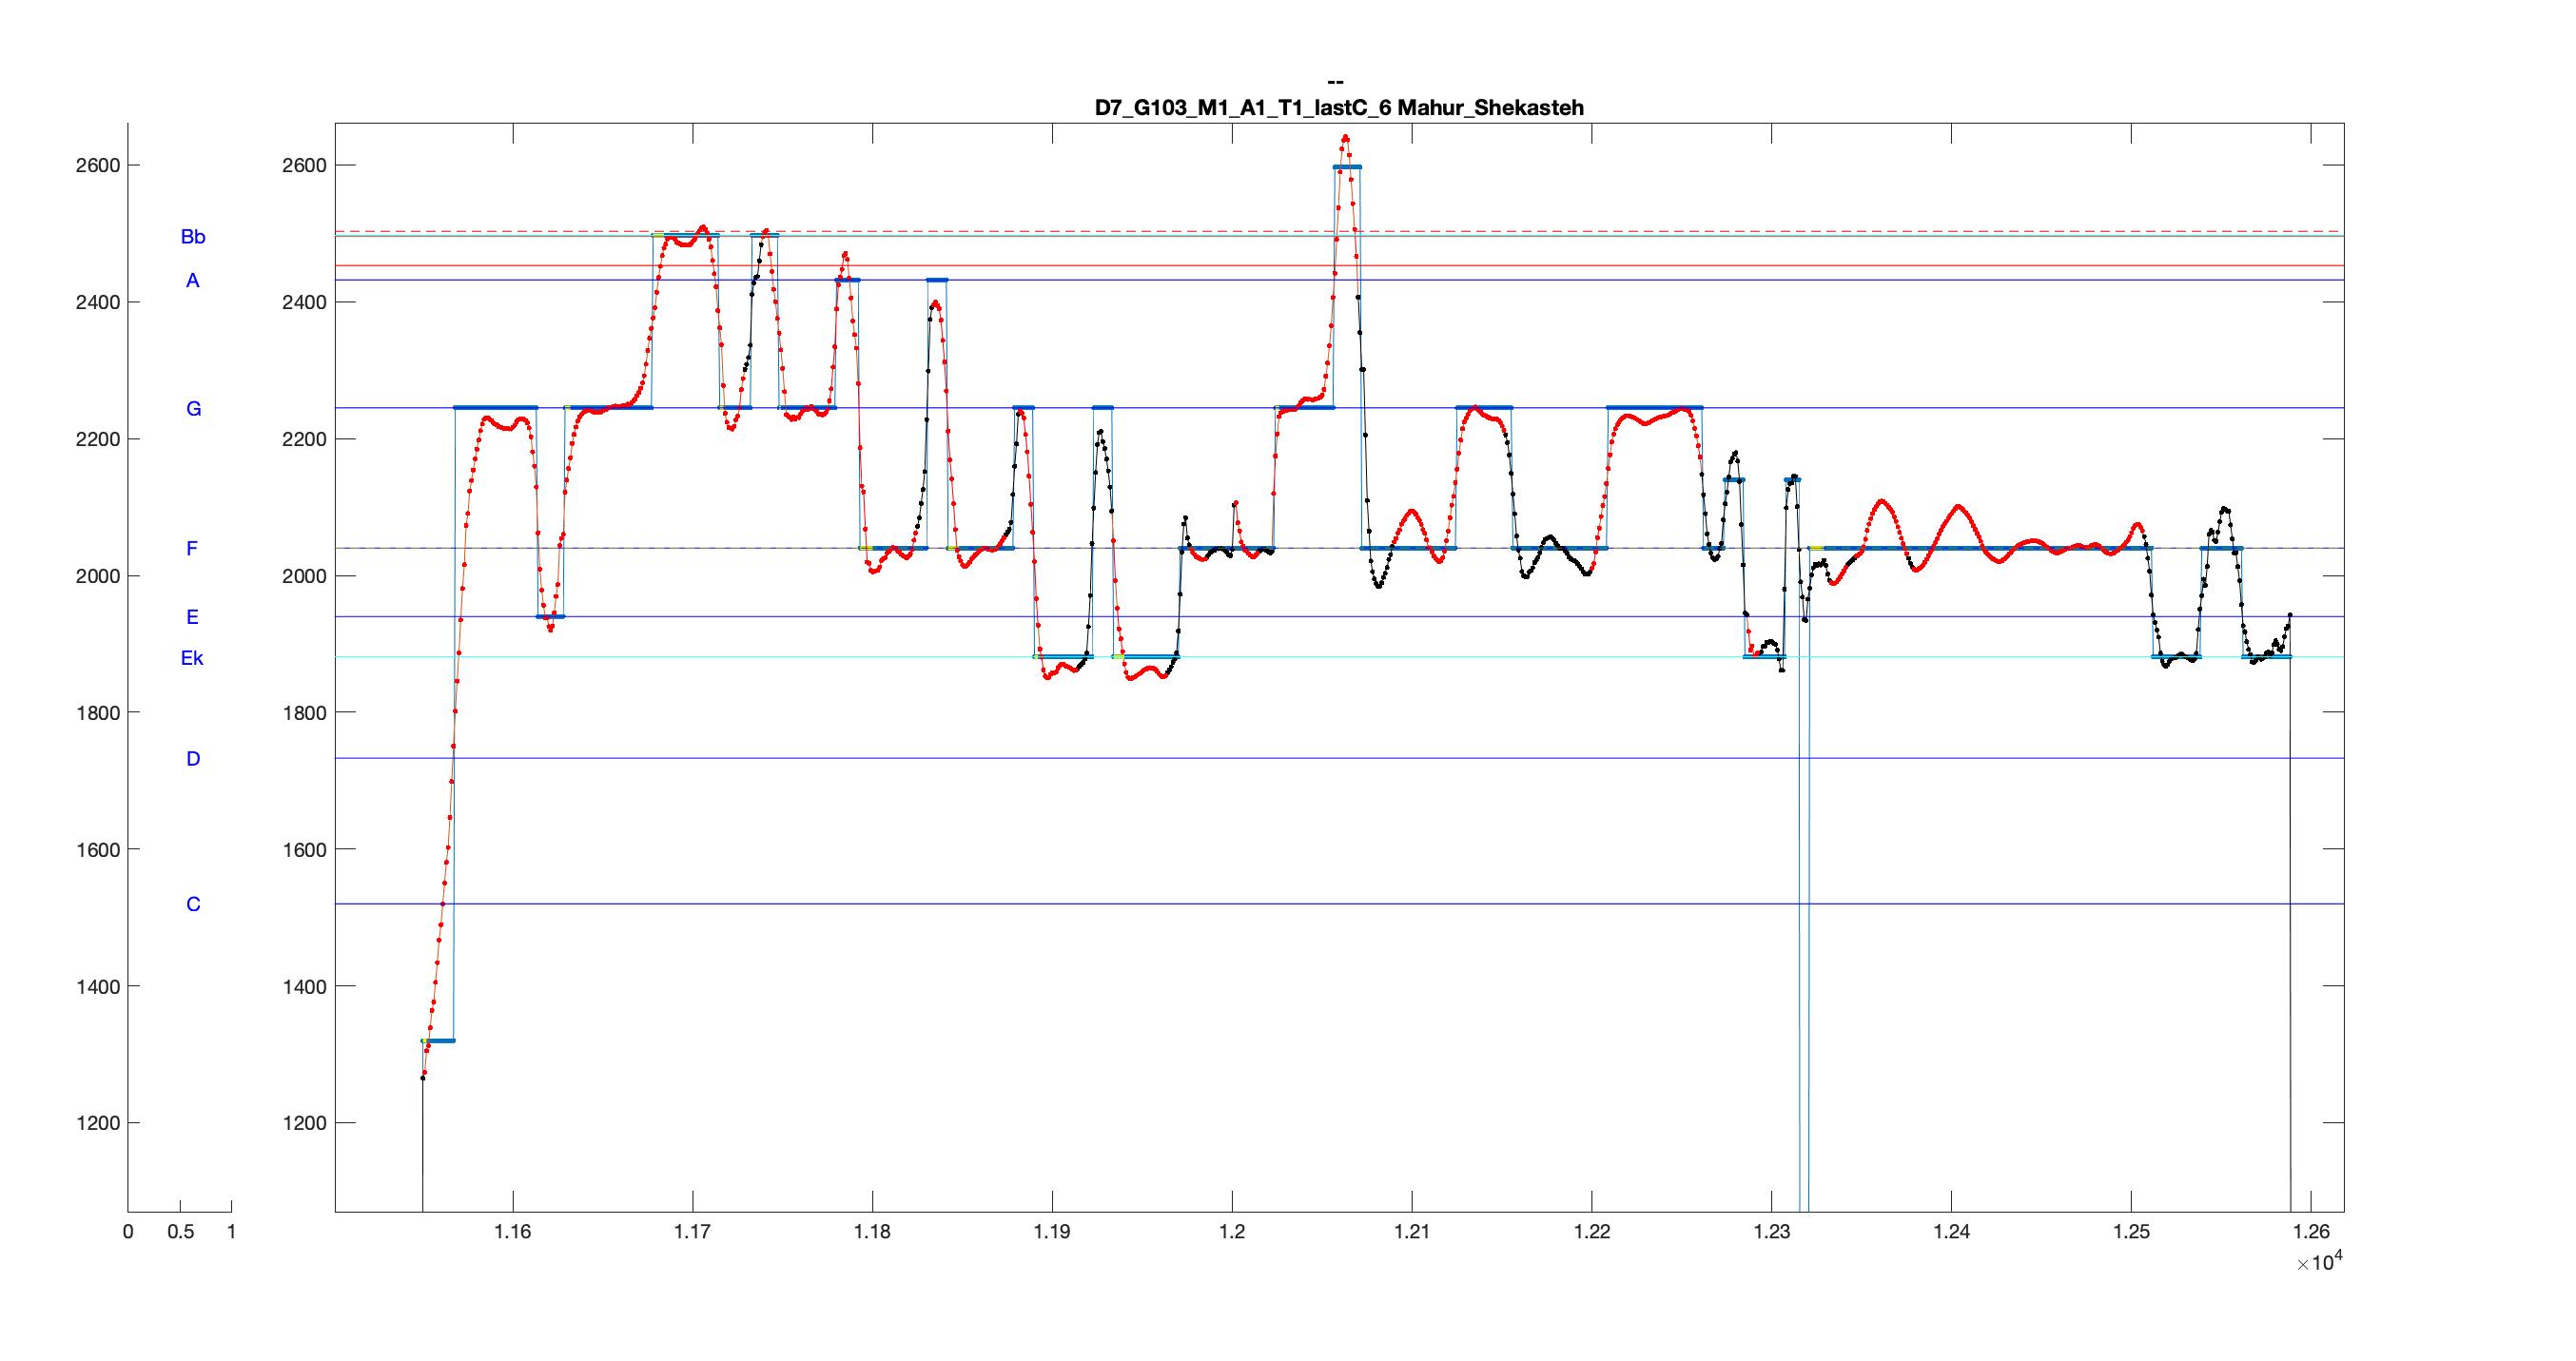 --
D7_G103_M1_A1_T1_lastC_6 Mahur_Shekasteh
2600 2600
Bb
A
2400 2400
G
2200 2200
F
2000 2000
E
Ek
1800 1800
D
1600 1600
C
1400 1400
1200 1200
0 0.5 1 1.16 1.17 1.18 1.19 1.2 1.21 1.22 1.23 1.24 1.25 1.26
×10⁴